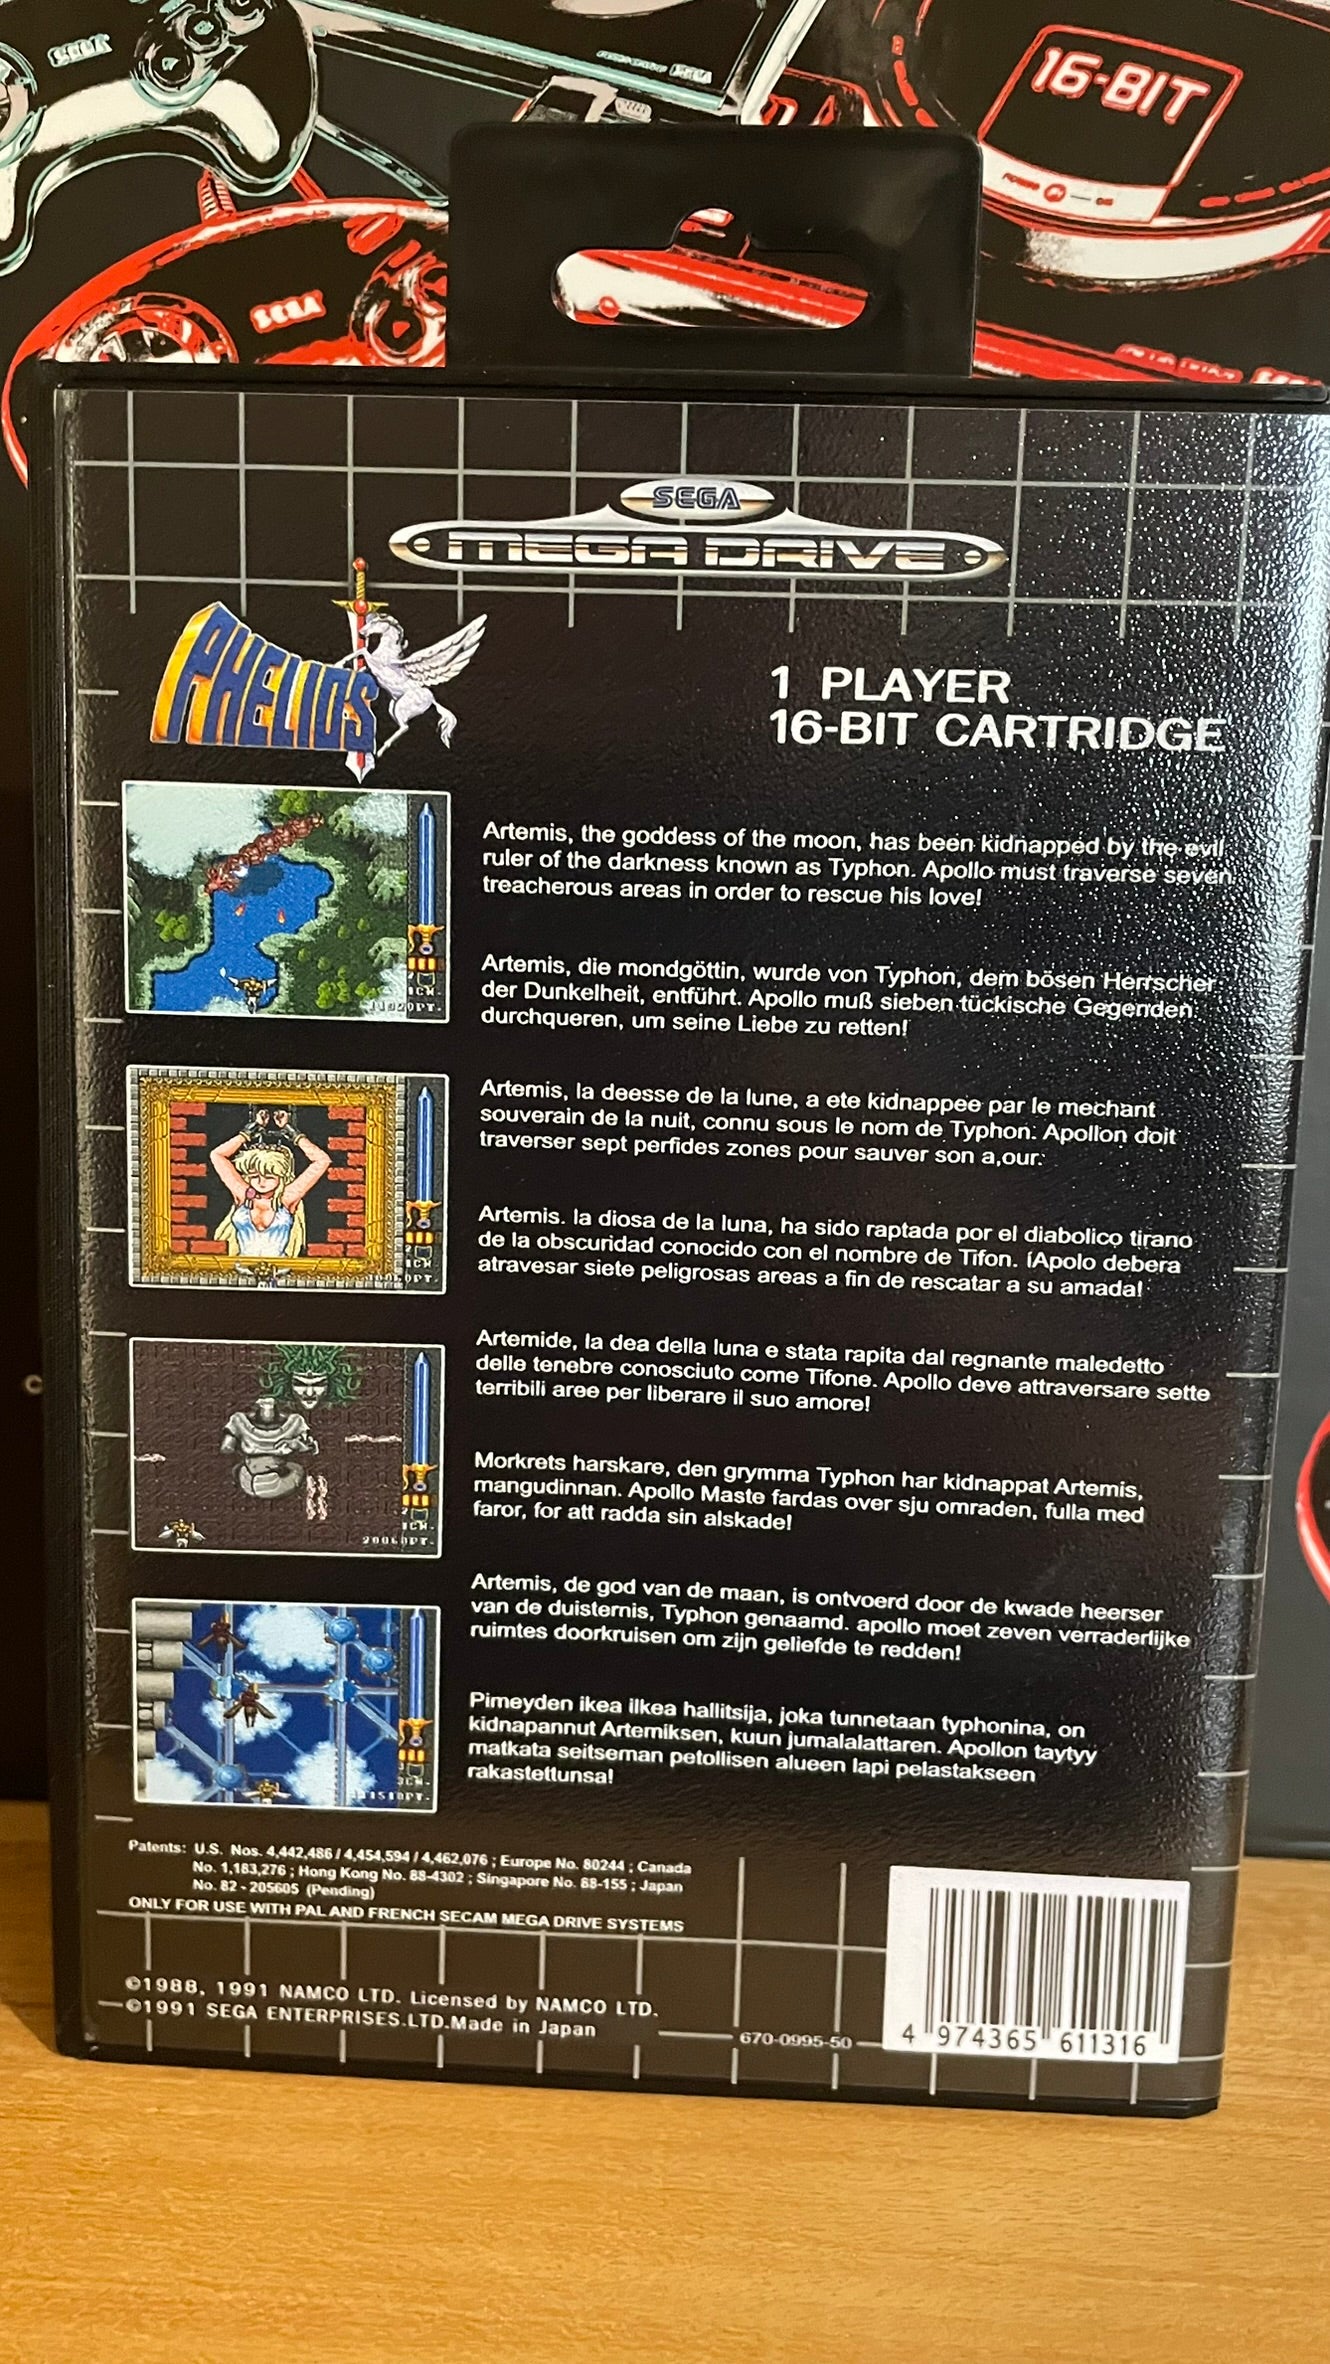 SEGA
16-BIT
SEGA
SEGA
MEGA DRIVE
PHELIOS
1 PLAYER
16-BIT CARTRIDGE
Artemis, the goddess of the moon, has been kidnapped by the evil
ruler of the darkness known as Typhon. Apollo must traverse seven
treacherous areas in order to rescue his love!
Artemis, die mondgöttin, wurde von Typhon, dem bösen Herrscher
der Dunkelheit, entführt. Apollo muß sieben tückische Gegenden
durchqueren, um seine Liebe zu retten!
Artemis, la deesse de la lune, a ete kidnappee par le mechant
souverain de la nuit, connu sous le nom de Typhon. Apollon doit
traverser sept perfides zones pour sauver son a,our.
Artemis. la diosa de la luna, ha sido raptada por el diabolico tirano
de la obscuridad conocido con el nombre de Tifon. íApolo debera
atravesar siete peligrosas areas a fin de rescatar a su amada!
Artemide, la dea della luna e stata rapita dal regnante maledetto
delle tenebre conosciuto come Tifone. Apollo deve attraversare sette
terribili aree per liberare il suo amore!
Morkrets harskare, den grymma Typhon har kidnappat Artemis,
mangudinnan. Apollo Maste fardas over sju omraden, fulla med
faror, for att radda sin alskade!
Artemis, de god van de maan, is ontvoerd door de kwade heerser
van de duisternis, Typhon genaamd. apollo moet zeven verraderlijke
ruimtes doorkruisen om zijn geliefde te redden!
Pimeyden ikea ilkea hallitsija, joka tunnetaan typhonina, on
kidnapannut Artemiksen, kuun jumalalattaren. Apollon taytyy
matkata seitseman petollisen alueen lapi pelastakseen
rakastettunsa!
Patents: U.S. Nos. 4,442,486 / 4,454,594 / 4,462,076 ; Europe No. 80244 ; Canada
No. 1,183,276 ; Hong Kong No. 88-4302 ; Singapore No. 88-155 ; Japan
No. 82 - 205605 (Pending)
ONLY FOR USE WITH PAL AND FRENCH SECAM MEGA DRIVE SYSTEMS
©1988, 1991 NAMCO LTD. Licensed by NAMCO LTD.
©1991 SEGA ENTERPRISES.LTD.Made in Japan
670-0995-50
4 974365 611316